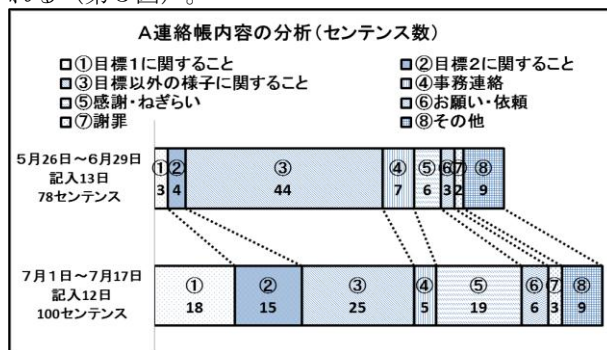 れる（第８図）。
A連絡帳内容の分析（センテンス数）
①目標1に関すること ②目標2に関すること
③目標以外の様子に関すること ④事務連絡
⑤感謝・ねぎらい ⑥お願い・依頼
⑦謝罪 ⑧その他
5月26日～6月29日
記入13日
78センテンス
① ② ③ ④ ⑤ ⑥ ⑦ ⑧
3 4 44 7 6 3 2 9
7月1日～7月17日
記入12日
100センテンス
① ② ③ ④ ⑤ ⑥ ⑦ ⑧
18 15 25 5 19 6 3 9